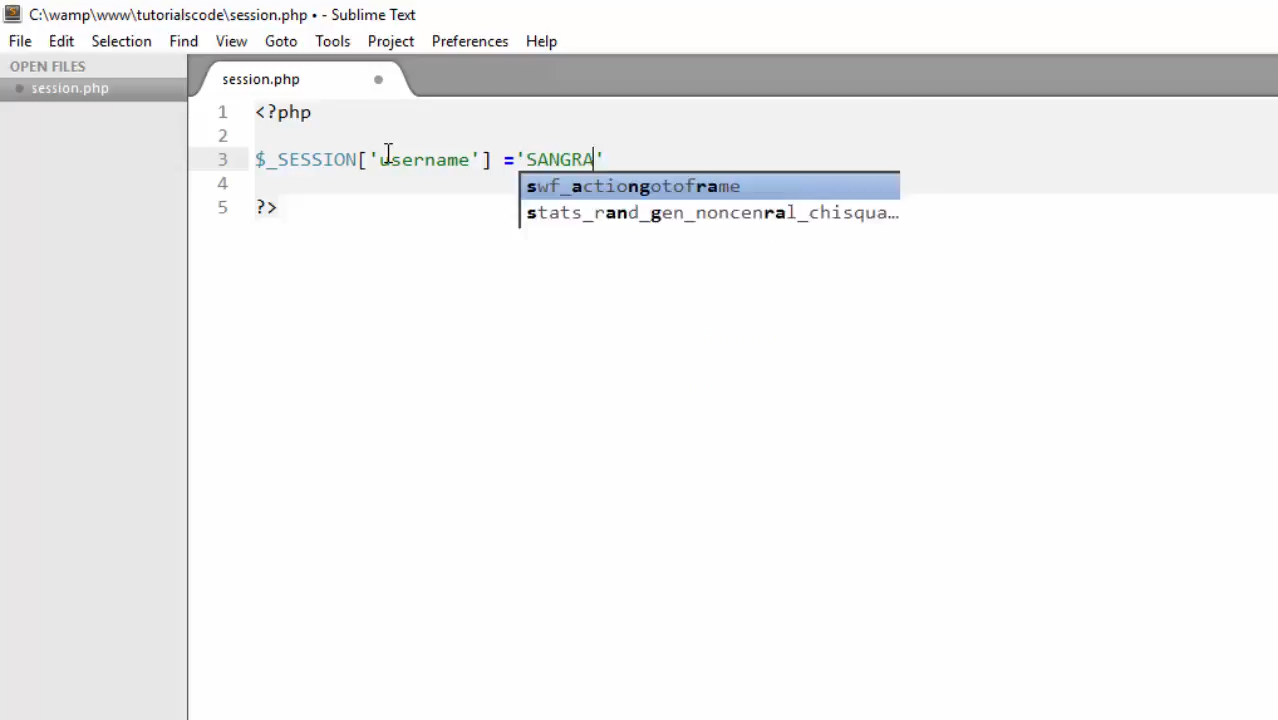 C:\wamp\www\tutorialscode\session.php • - Sublime Text
File Edit Selection Find View Goto Tools Project Preferences Help
OPEN FILES
session.php
session.php
1 <?php
2
3 $_SESSION['username'] ='SANGRA'
swf_actiongotoframe
4
stats_rand_gen_noncenral_chisqua…
5 ?>